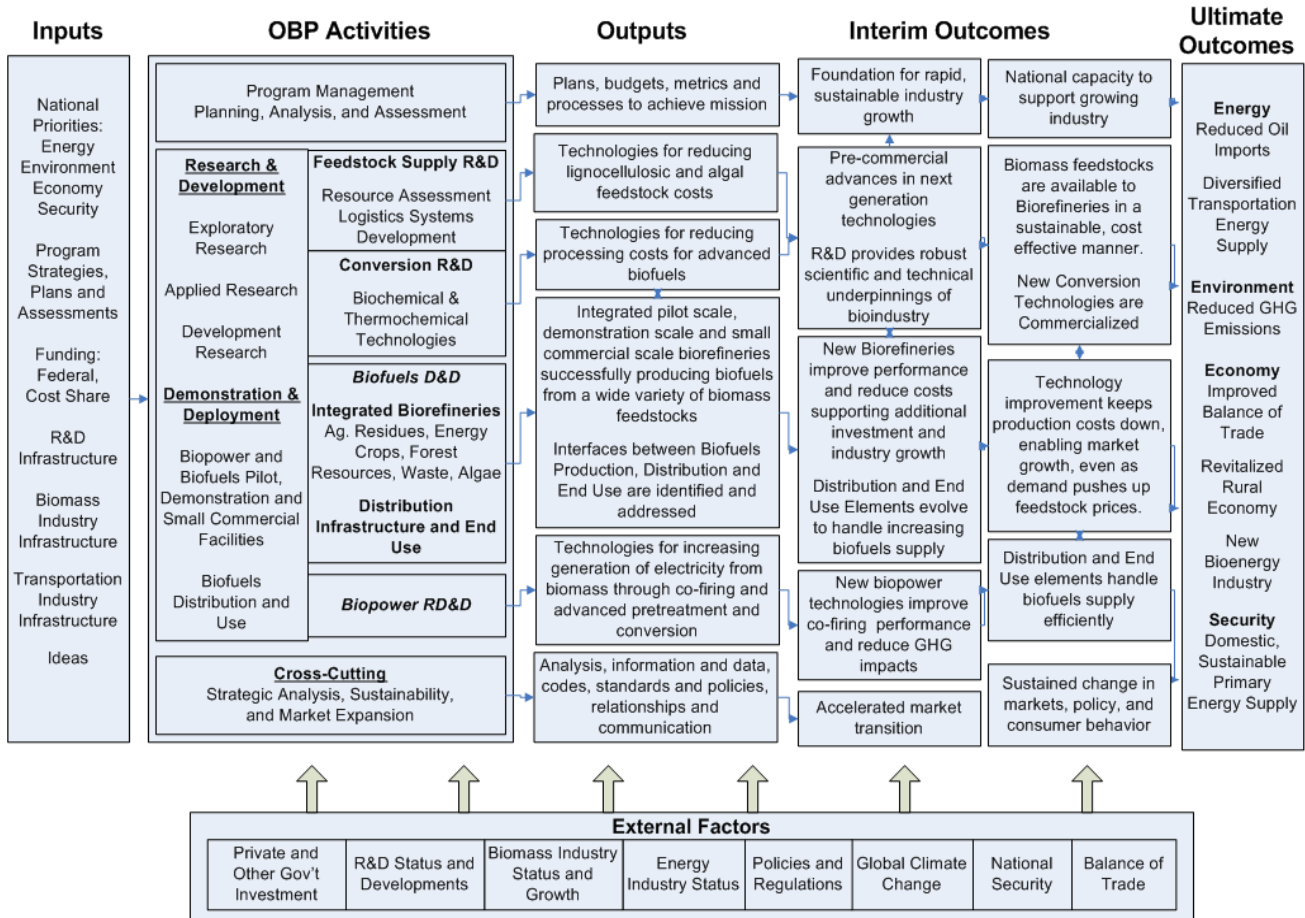 Inputs
OBP Activities
Outputs
Interim Outcomes
Ultimate
Outcomes
National
Priorities:
Energy
Environment
Economy
Security
Program
Strategies,
Plans and
Assessments
Funding:
Federal,
Cost Share
R&D
Infrastructure
Biomass
Industry
Infrastructure
Transportation
Industry
Infrastructure
Ideas
Program Management
Planning, Analysis, and Assessment
Research &
Development
Exploratory
Research
Applied Research
Development
Research
Demonstration &
Deployment
Biopower and
Biofuels Pilot,
Demonstration and
Small Commercial
Facilities
Biofuels
Distribution and
Use
Feedstock Supply R&D
Resource Assessment
Logistics Systems
Development
Conversion R&D
Biochemical &
Thermochemical
Technologies
Biofuels D&D
Integrated Biorefineries
Ag. Residues, Energy
Crops, Forest
Resources, Waste, Algae
Distribution
Infrastructure and End
Use
Biopower RD&D
Cross-Cutting
Strategic Analysis, Sustainability,
and Market Expansion
Plans, budgets, metrics and
processes to achieve mission
Technologies for reducing
lignocellulosic and algal
feedstock costs
Technologies for reducing
processing costs for advanced
biofuels
Integrated pilot scale,
demonstration scale and small
commercial scale biorefineries
successfully producing biofuels
from a wide variety of biomass
feedstocks
Interfaces between Biofuels
Production, Distribution and
End Use are identified and
addressed
Technologies for increasing
generation of electricity from
biomass through co-firing and
advanced pretreatment and
conversion
Analysis, information and data,
codes, standards and policies,
relationships and
communication
Foundation for rapid,
sustainable industry
growth
Pre-commercial
advances in next
generation
technologies
R&D provides robust
scientific and technical
underpinnings of
bioindustry
New Biorefineries
improve performance
and reduce costs
supporting additional
investment and
industry growth
Distribution and End
Use Elements evolve to
handle increasing
biofuels supply
New biopower
technologies improve
co-firing performance
and reduce GHG
impacts
Accelerated market
transition
National capacity to
support growing
industry
Biomass feedstocks
are available to
Biorefineries in a
sustainable, cost
effective manner.
New Conversion
Technologies are
Commercialized
Technology
improvement keeps
production costs down,
enabling market
growth, even as
demand pushes up
feedstock prices.
Distribution and End
Use elements handle
biofuels supply
efficiently
Sustained change in
markets, policy, and
consumer behavior
Energy
Reduced Oil
Imports
Diversified
Transportation
Energy
Supply
Environment
Reduced GHG
Emissions
Economy
Improved
Balance of
Trade
Revitalized
Rural
Economy
New
Bioenergy
Industry
Security
Domestic,
Sustainable
Primary
Energy Supply
External Factors
Private and
Other Gov't
Investment
R&D Status and
Developments
Biomass Industry
Status and
Growth
Energy
Industry Status
Policies and
Regulations
Global Climate
Change
National
Security
Balance of
Trade